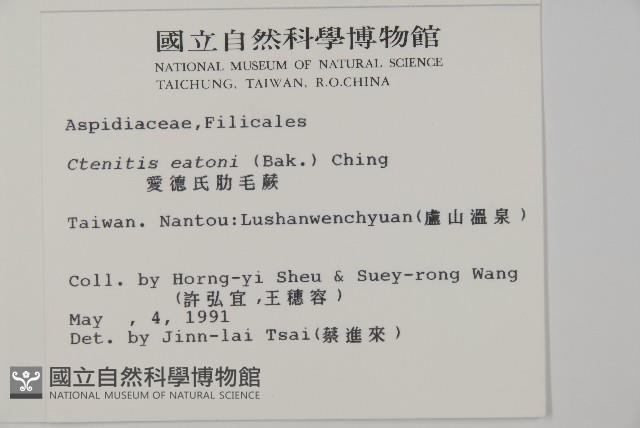 國立自然科學博物館
NATIONAL MUSEUM OF NATURAL SCIENCE
TAICHUNG, TAIWAN, R.O.CHINA
Aspidiaceae,Filicales
Ctenitis eatoni (Bak.) Ching
愛德氏肋毛蕨
Taiwan. Nantou:Lushanwenchyuan(廬山溫泉)
Coll. by Horng-yi Sheu & Suey-rong Wang
(許弘宜,王穗容)
May , 4, 1991
Det. by Jinn-lai Tsai(蔡進來)
國立自然科學博物館
NATIONAL MUSEUM OF NATURAL SCIENCE